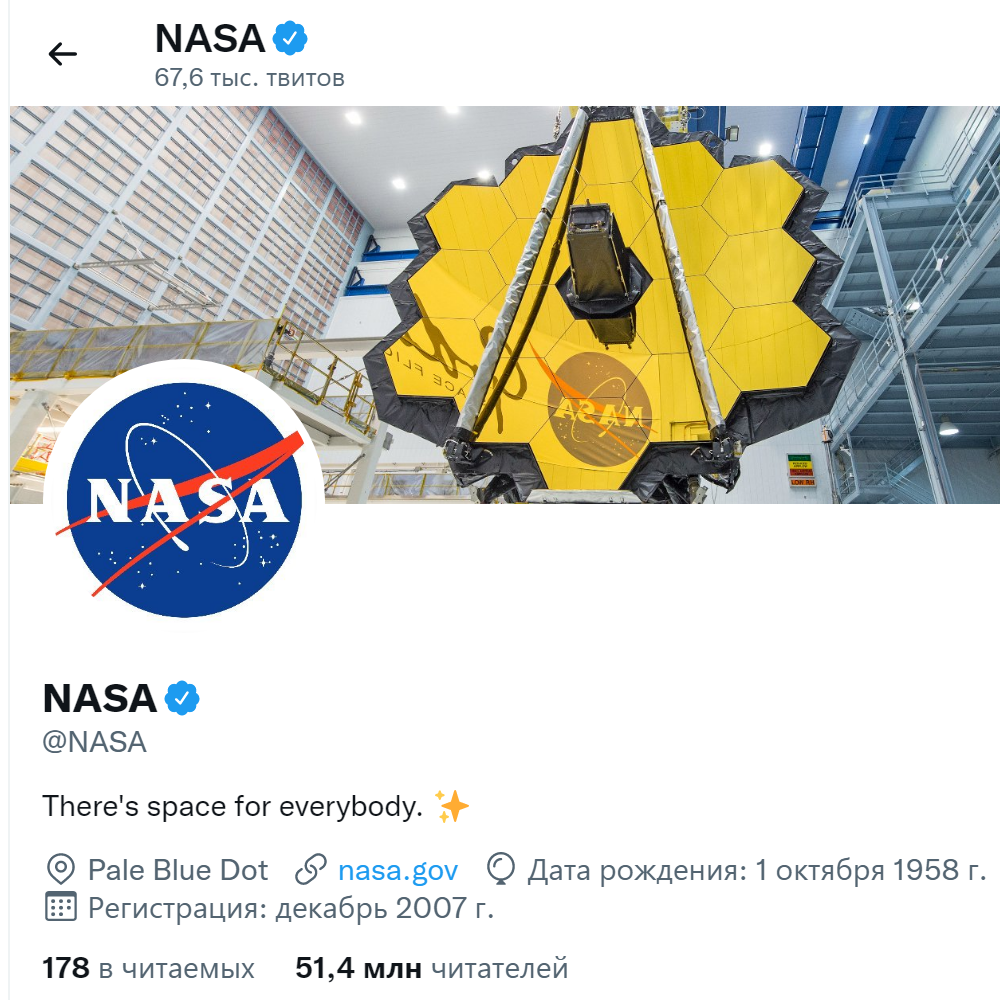 NASA
67,6 тыс. твитов
NASA
NASA
NASA
@NASA
There's space for everybody. ✨
Pale Blue Dot nasa.gov Дата рождения: 1 октября 1958 г.
Регистрация: декабрь 2007 г.
178 в читаемых 51,4 млн читателей